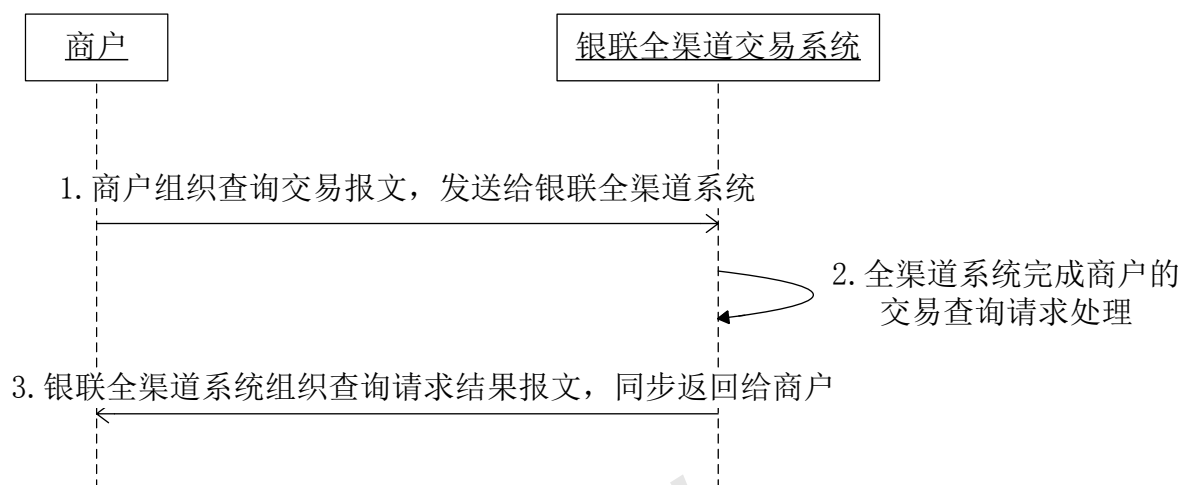 商户
银联全渠道交易系统
1.商户组织查询交易报文，发送给银联全渠道系统
2.全渠道系统完成商户的
交易查询请求处理
3.银联全渠道系统组织查询请求结果报文，同步返回给商户